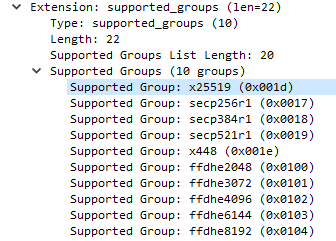 Extension: supported_groups (len=22)
Type: supported_groups (10)
Length: 22
Supported Groups List Length: 20
Supported Groups (10 groups)
Supported Group: x25519 (0x001d)
Supported Group: secp256r1 (0x0017)
Supported Group: secp384r1 (0x0018)
Supported Group: secp521r1 (0x0019)
Supported Group: x448 (0x001e)
Supported Group: ffdhe2048 (0x0100)
Supported Group: ffdhe3072 (0x0101)
Supported Group: ffdhe4096 (0x0102)
Supported Group: ffdhe6144 (0x0103)
Supported Group: ffdhe8192 (0x0104)